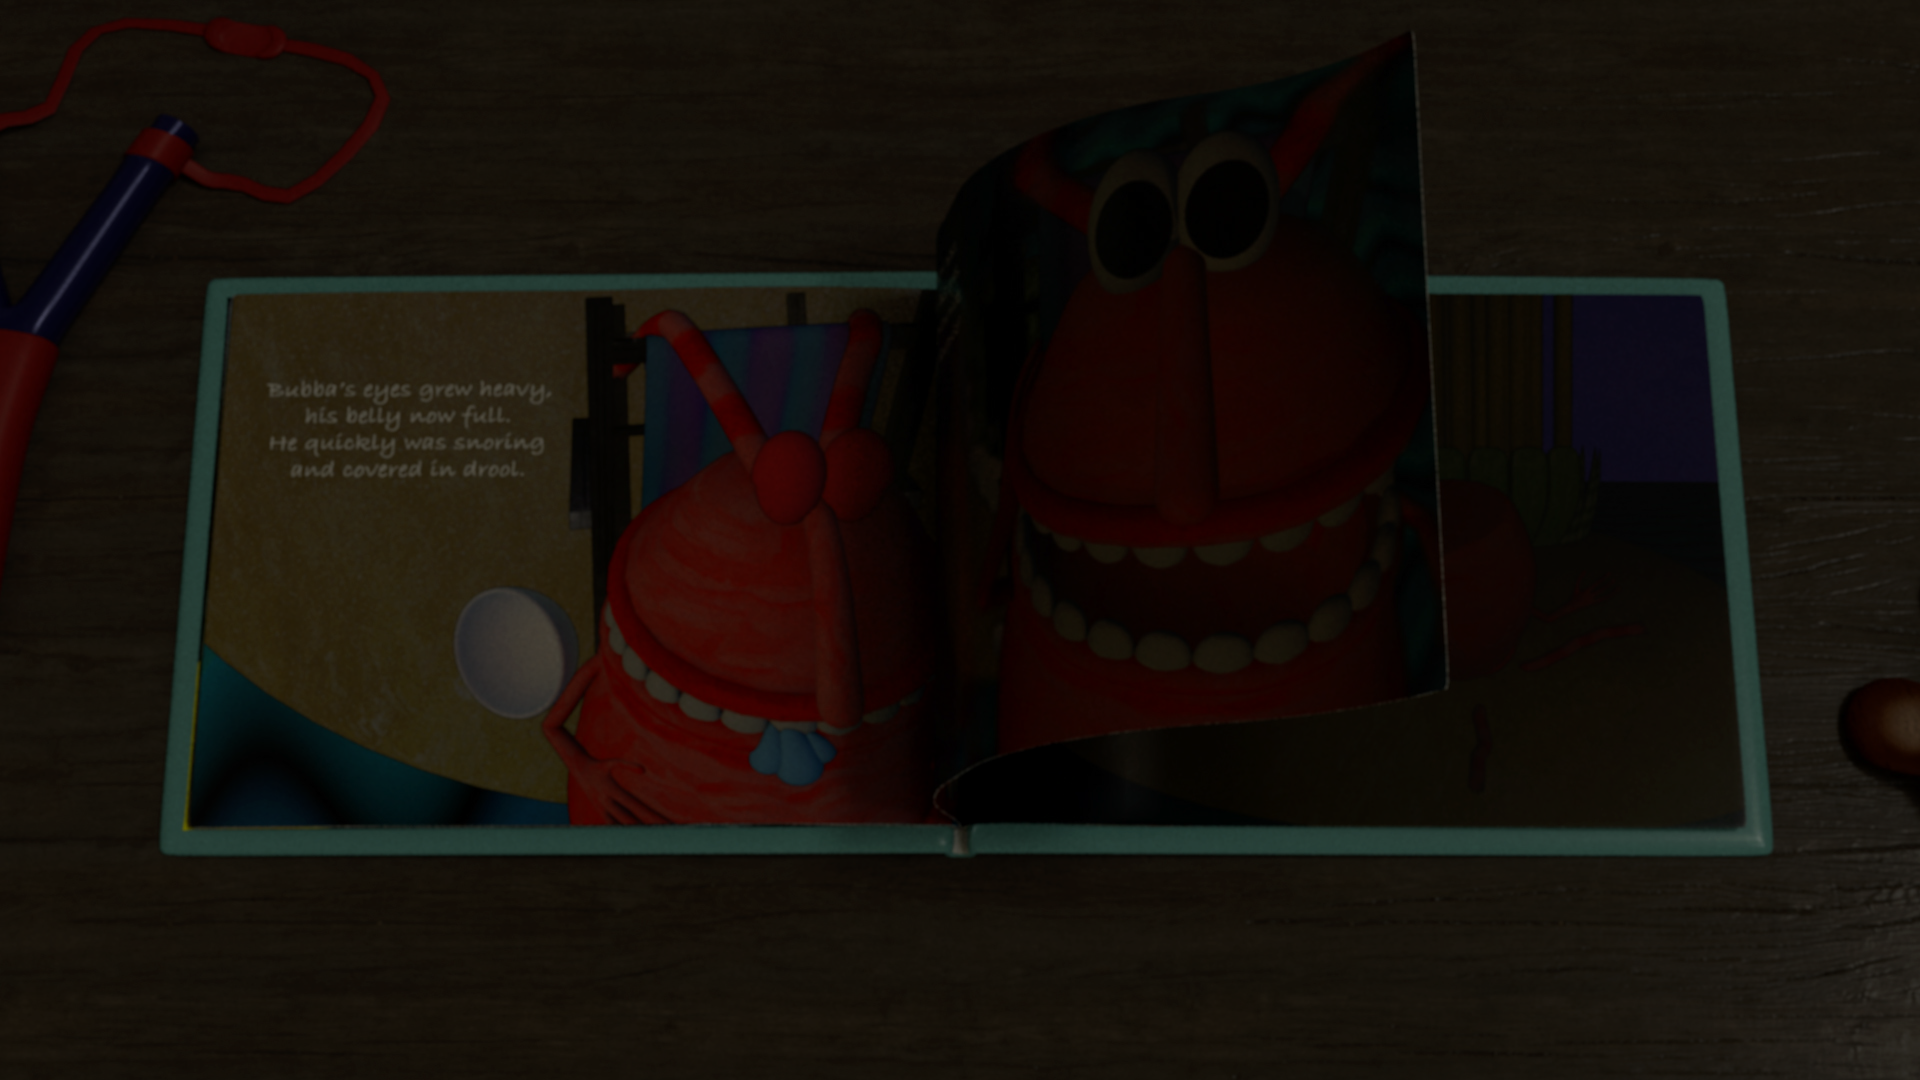 Bubba's eyes grew heavy,
his belly now full.
He quickly was snoring
and covered in drool.